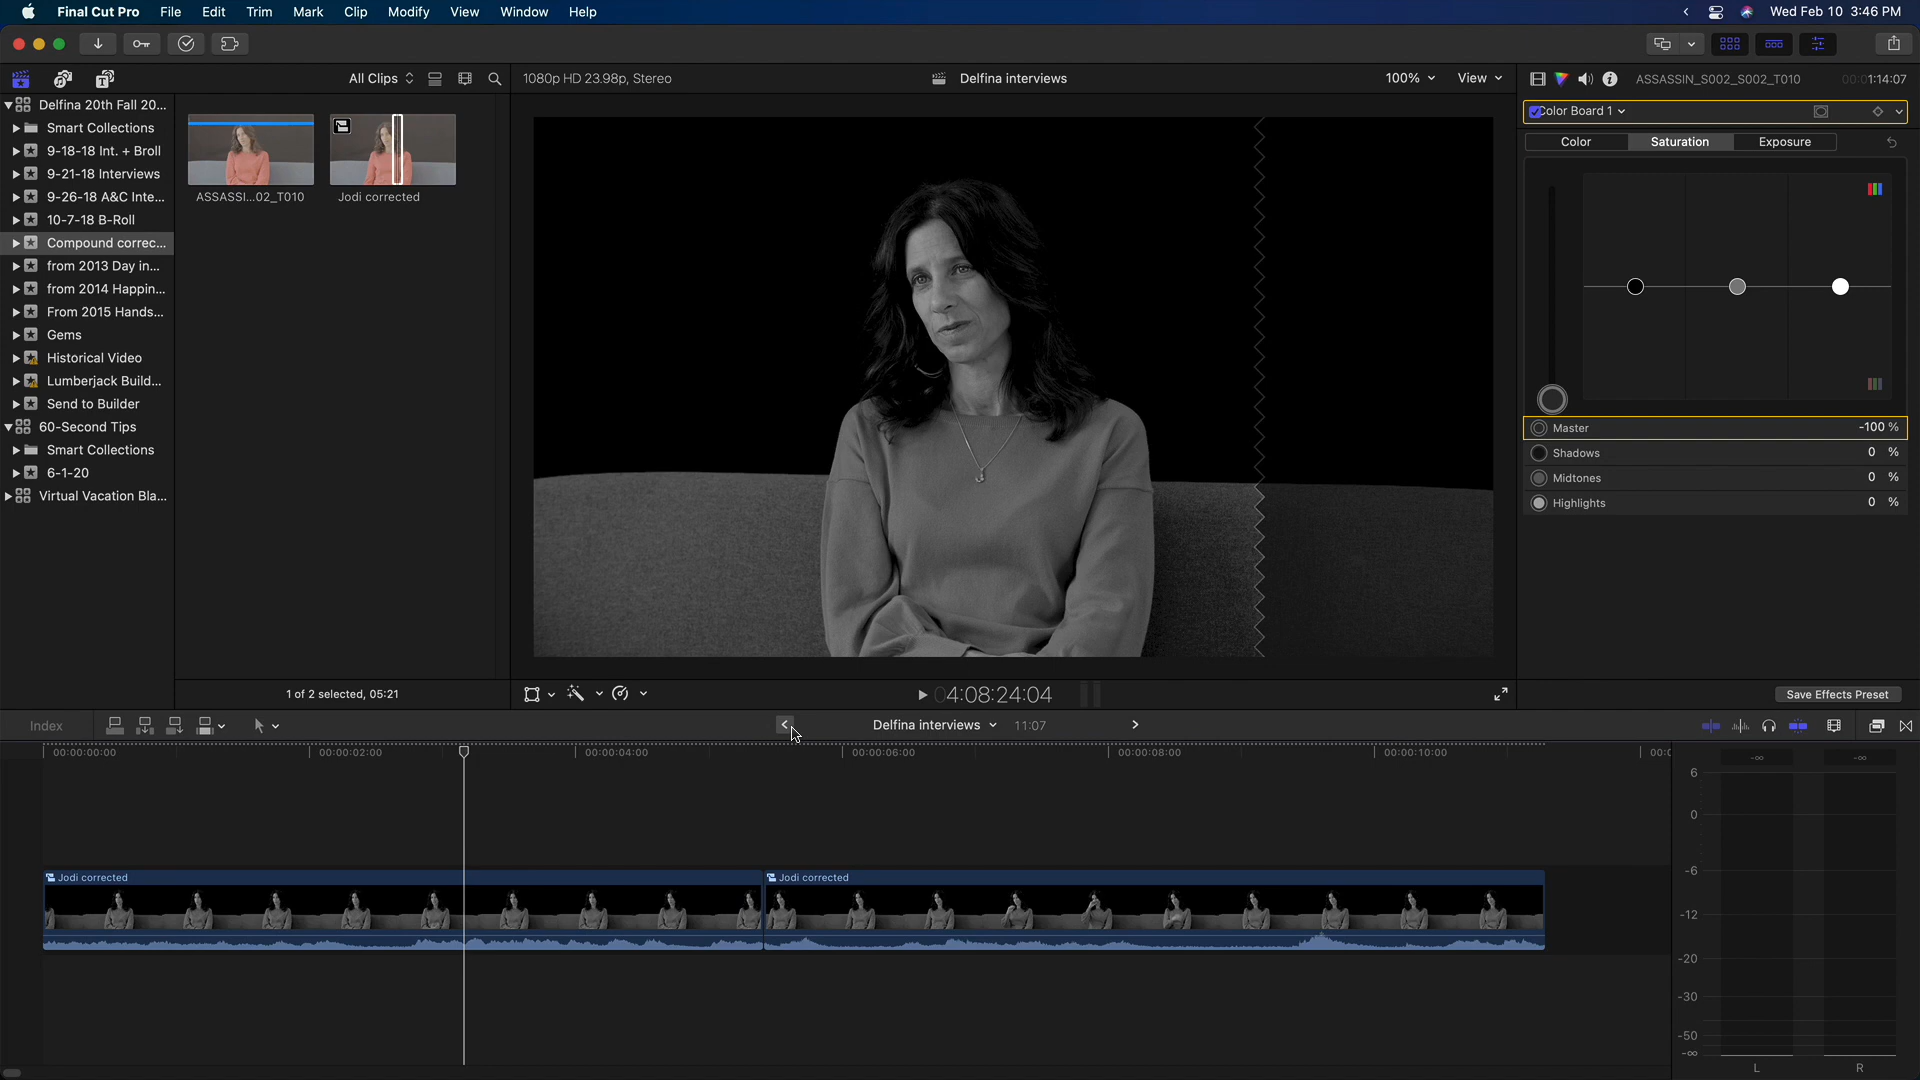 Final Cut Pro File Edit Trim Mark Clip Modify View Window Help Wed Feb 10 3:46 PM
All Clips 1080p HD 23.98p, Stereo Delfina interviews 100% View ASSASSIN_S002_S002_T010 00:01:14:07
Delfina 20th Fall 20...
Smart Collections
9-18-18 Int. + Broll
9-21-18 Interviews
9-26-18 A&C Inte...
10-7-18 B-Roll
Compound correc...
from 2013 Day in...
from 2014 Happin...
From 2015 Hands...
Gems
Historical Video
Lumberjack Build...
Send to Builder
60-Second Tips
Smart Collections
6-1-20
Virtual Vacation Bla...
ASSASSI...02_T010 Jodi corrected
1 of 2 selected, 05:21
04:08:24:04
Color Board 1
Color Saturation Exposure
Master -100 %
Shadows 0 %
Midtones 0 %
Highlights 0 %
Save Effects Preset
Index Delfina interviews 11:07
00:00:00:00 00:00:02:00 00:00:04:00 00:00:06:00 00:00:08:00 00:00:10:00
Jodi corrected Jodi corrected
-∞ -∞
6
0
-6
-12
-20
-30
-50
-∞
L R